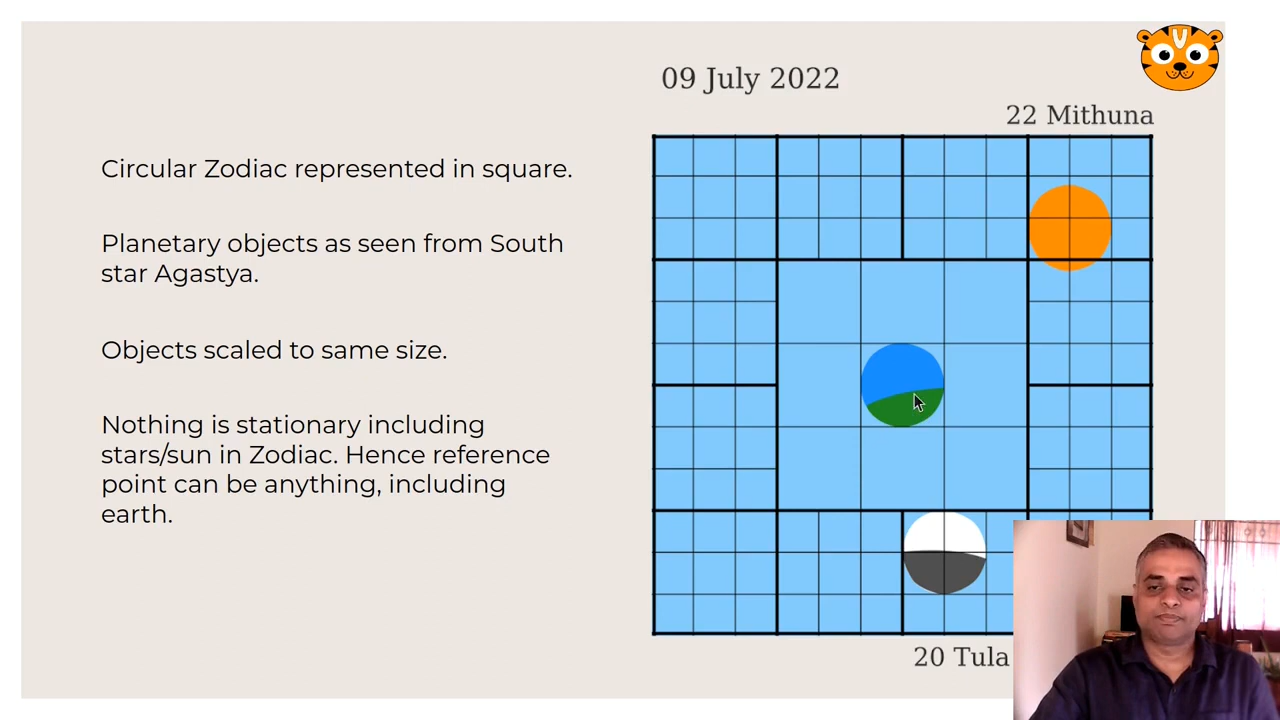 09 July 2022
22 Mithuna
Circular Zodiac represented in square.
Planetary objects as seen from South
star Agastya.
Objects scaled to same size.
Nothing is stationary including
stars/sun in Zodiac. Hence reference
point can be anything, including
earth.
20 Tula